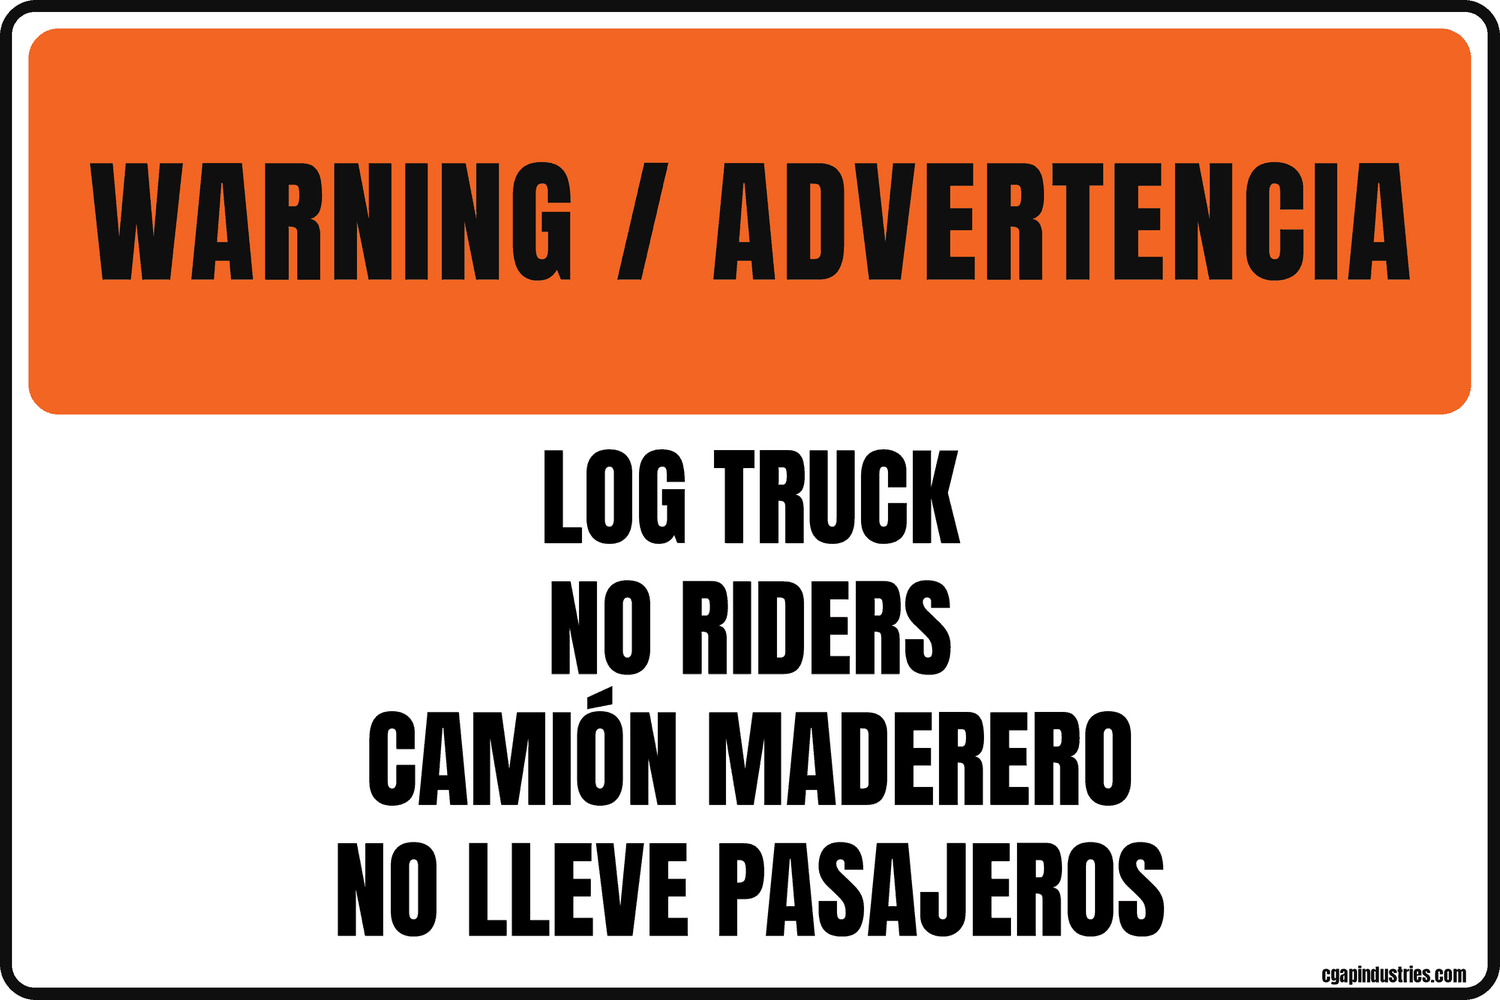 WARNING / ADVERTENCIA
LOG TRUCK
NO RIDERS
CAMIÓN MADERERO
NO LLEVE PASAJEROS
cgapindustries.com